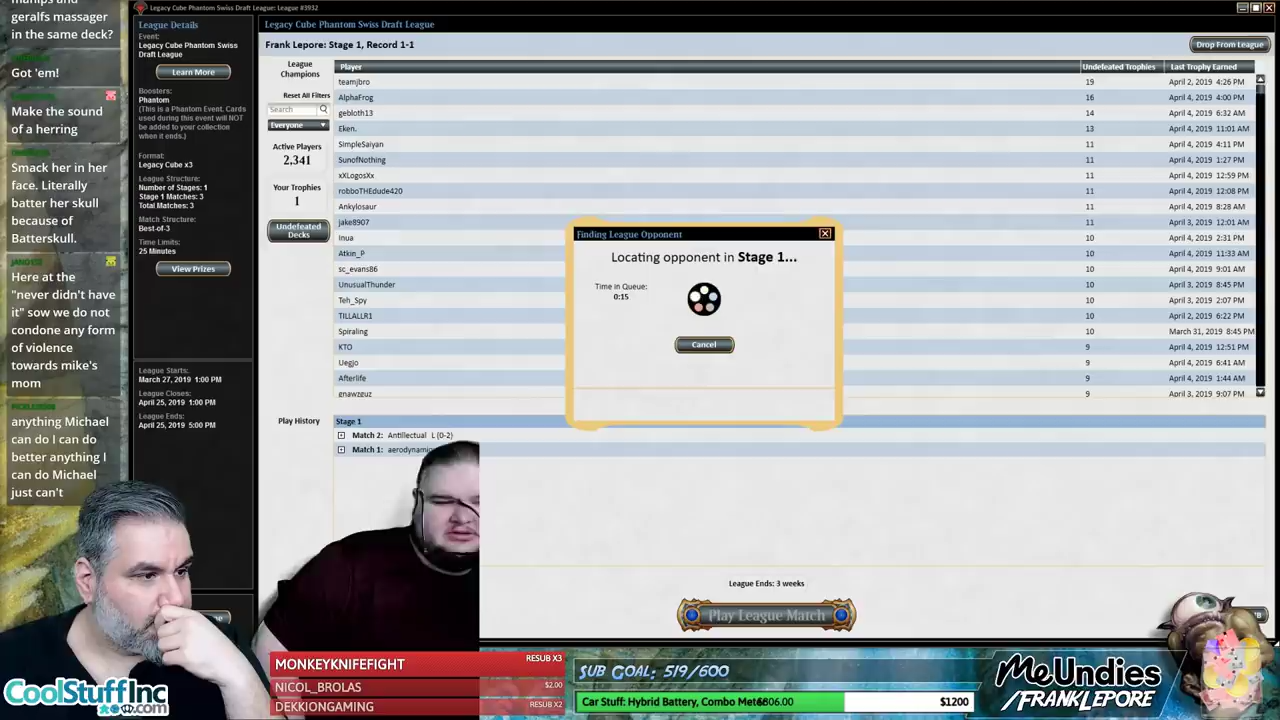 Legacy Cube Phantom Swiss Draft League: League #3932
manips and
geralfs massager
in the same deck?
Got 'em!
Make the sound
of a herring
Smack her in her
face. Literally
batter her skull
because of
Batterskull.
Here at the
"never didn't have
it" sow we do not
condone any form
of violence
towards mike's
mom
anything Michael
can do I can do
better anything I
can do Michael
just can't
League Details
Event:
Legacy Cube Phantom Swiss
Draft League
Learn More
Boosters:
Phantom
(This is a Phantom Event. Cards
used during this event will NOT
be added to your collection
when it ends.)
Format:
Legacy Cube x3
League Structure:
Number of Stages: 1
Stage 1 Matches: 3
Total Matches: 3
Match Structure:
Best-of-3
Time Limits:
25 Minutes
View Prizes
League Starts:
March 27, 2019 1:00 PM
League Closes:
April 25, 2019 1:00 PM
League Ends:
April 25, 2019 5:00 PM
Legacy Cube Phantom Swiss Draft League
Frank Lepore: Stage 1, Record 1-1
Drop From League
League
Champions
Reset All Filters
Search
Everyone
Active Players
2,341
Your Trophies
1
Undefeated
Decks
Player Undefeated Trophies Last Trophy Earned
teamjbro 19 April 2, 2019 4:26 PM
AlphaFrog 16 April 4, 2019 4:00 PM
gebloth13 14 April 4, 2019 6:32 AM
Eken. 13 April 4, 2019 11:01 AM
SimpleSaiyan 11 April 4, 2019 4:11 PM
SunofNothing 11 April 4, 2019 1:27 PM
xXLogosXx 11 April 4, 2019 12:59 PM
robboTHEdude420 11 April 4, 2019 12:08 PM
Ankylosaur 11 April 4, 2019 8:28 AM
jake8907 11 April 3, 2019 12:01 AM
Inua 10 April 4, 2019 2:31 PM
Atkin_P 10 April 4, 2019 11:33 AM
sc_evans86 10 April 4, 2019 9:01 AM
UnusualThunder 10 April 3, 2019 8:45 PM
Teh_Spy 10 April 3, 2019 2:07 PM
TILLALLR1 10 April 2, 2019 6:22 PM
Spiraling 10 March 31, 2019 8:45 PM
KTO 9 April 4, 2019 12:51 PM
Uegjo 9 April 4, 2019 6:41 AM
Afterlife 9 April 4, 2019 1:44 AM
gnawzguz 9 April 3, 2019 9:07 PM
Finding League Opponent
Locating opponent in Stage 1...
Time in Queue:
0:15
Cancel
Play History
Stage 1
Match 2: Antillectual L (0-2)
Match 1:
League Ends: 3 weeks
Play League Match
MONKEYKNIFEFIGHT RESUB X3
NICOL_BROLAS $2.00
DEKKIONGAMING RESUB X2
SUB GOAL: 519/600
Car Stuff: Hybrid Battery, Combo Meter $1200
CoolStuffInc
.com
MeUndies
/FRANKLEPORE